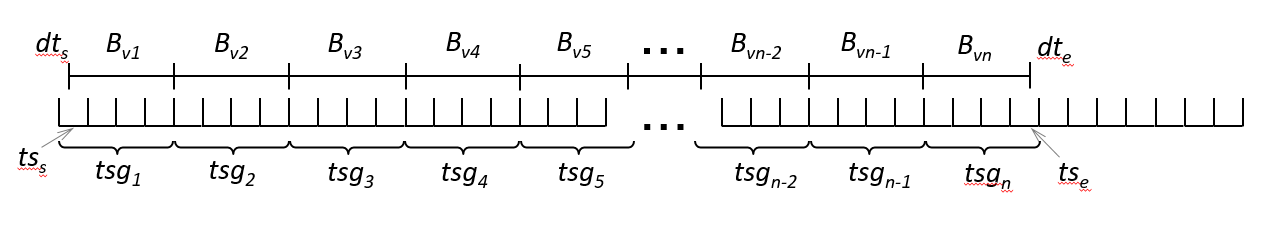 dts Bv1 Bv2 Bv3 Bv4 Bv5 ... Bvn-2 Bvn-1 Bvn dte
...
tss tsg1 tsg2 tsg3 tsg4 tsg5 tsgn-2 tsgn-1 tsgn tse